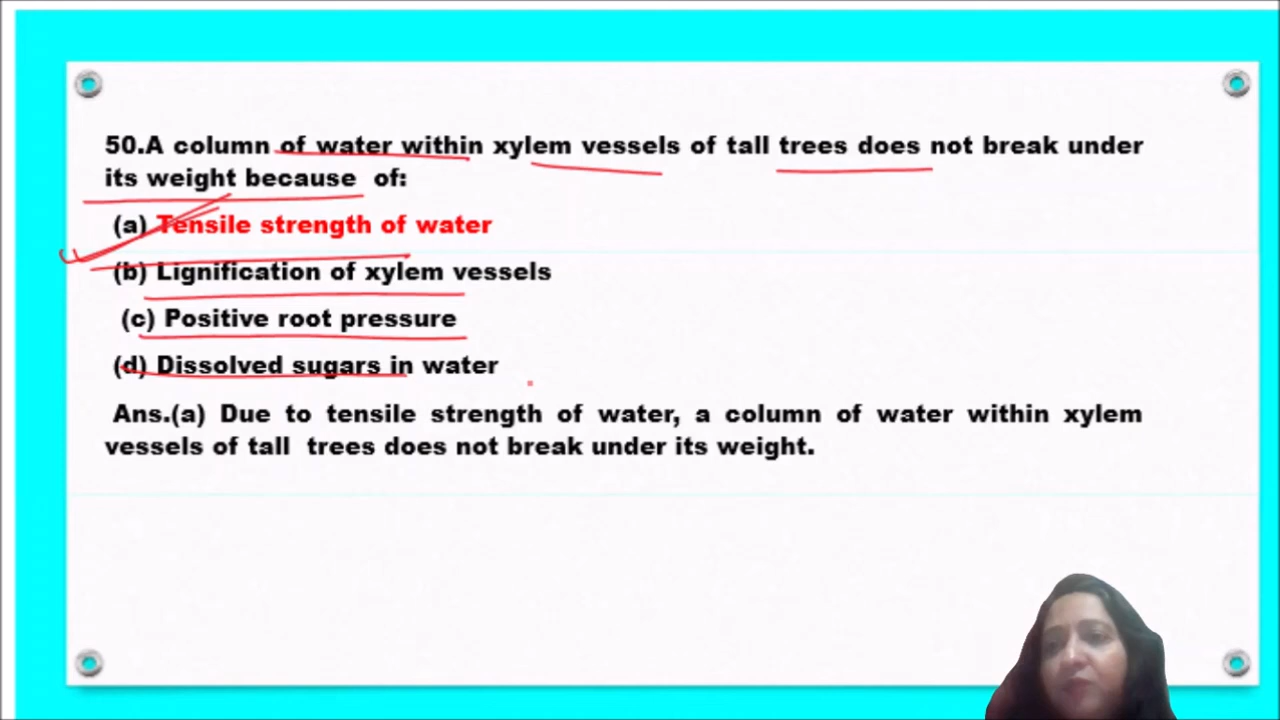 50.A column of water within xylem vessels of tall trees does not break under
its weight because of:
(a) Tensile strength of water
(b) Lignification of xylem vessels
(c) Positive root pressure
(d) Dissolved sugars in water
Ans.(a) Due to tensile strength of water, a column of water within xylem
vessels of tall trees does not break under its weight.